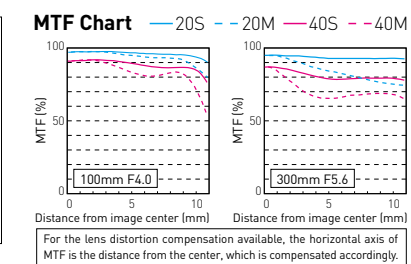 MTF Chart 20S 20M 40S 40M
100
50
0
MTF (%)
100mm F4.0
0 5 10
Distance from image center (mm)
100
50
0
MTF (%)
300mm F5.6
0 5 10
Distance from image center (mm)
For the lens distortion compensation available, the horizontal axis of
MTF is the distance from the center, which is compensated accordingly.